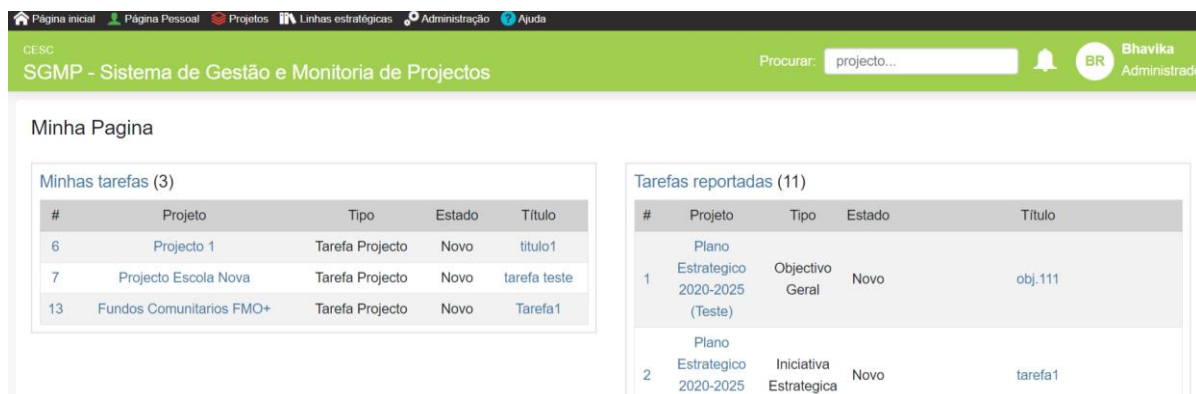 Página inicial Página Pessoal Projetos Linhas estratégicas Administração Ajuda
CESC
SGMP - Sistema de Gestão e Monitoria de Projectos
Procurar: projecto...
BR
Bhavika
Administrado
Minha Pagina
Minhas tarefas (3)
# Projeto Tipo Estado Título
6 Projecto 1 Tarefa Projecto Novo titulo1
7 Projecto Escola Nova Tarefa Projecto Novo tarefa teste
13 Fundos Comunitarios FMO+ Tarefa Projecto Novo Tarefa1
Tarefas reportadas (11)
# Projeto Tipo Estado Título
Plano
Estrategico
2020-2025
(Teste)
1 Objectivo
Geral
Novo obj.111
Plano
Estrategico
2020-2025
2 Iniciativa
Estrategica
Novo tarefa1